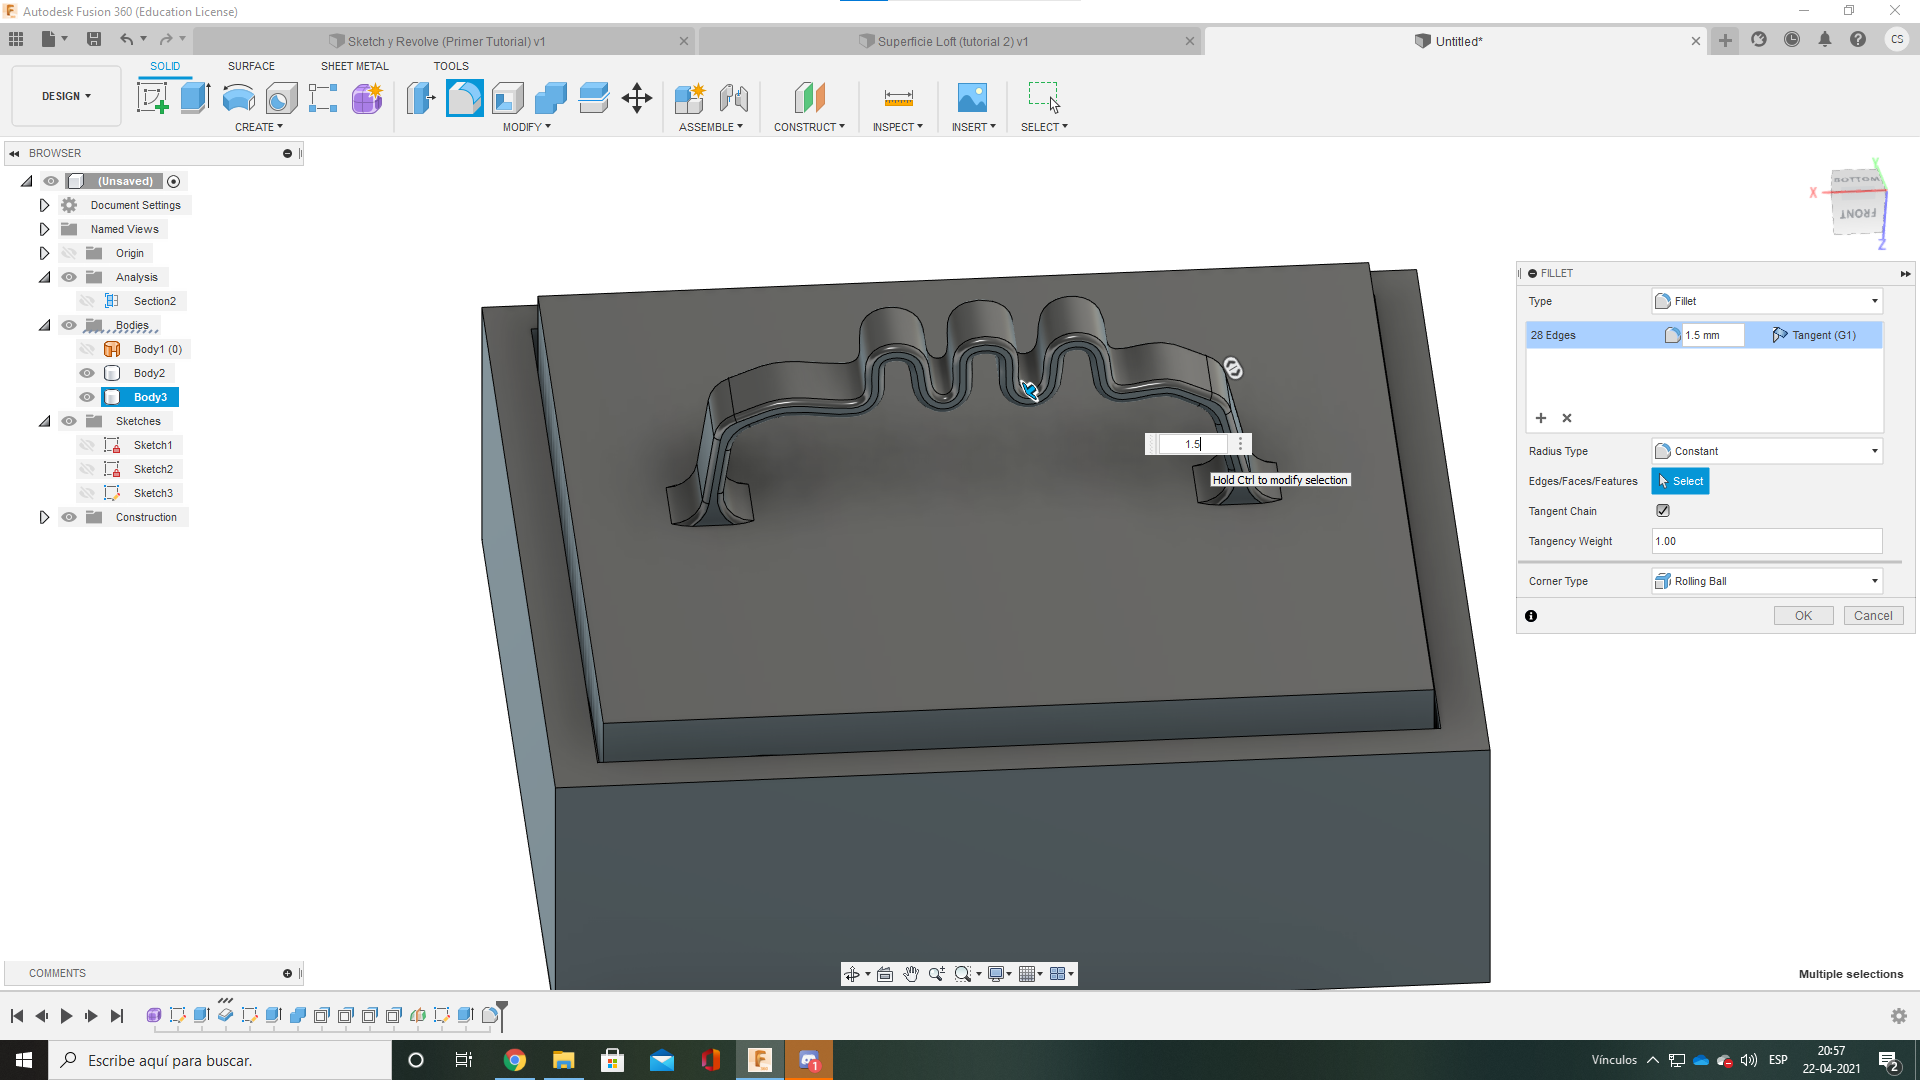 Autodesk Fusion 360 (Education License)
Sketch y Revolve (Primer Tutorial) v1
Superficie Loft (tutorial 2) v1
Untitled*
CS
DESIGN
SOLID
SURFACE
SHEET METAL
TOOLS
CREATE
MODIFY
ASSEMBLE
CONSTRUCT
INSPECT
INSERT
SELECT
BROWSER
(Unsaved)
Document Settings
Named Views
Origin
Analysis
Section2
Bodies
Body1 (0)
Body2
Body3
Sketches
Sketch1
Sketch2
Sketch3
Construction
Y
X
BOTTOM
FRONT
Z
FILLET
Type
Fillet
28 Edges
1.5 mm
Tangent (G1)
Radius Type
Constant
Edges/Faces/Features
Select
Tangent Chain
Tangency Weight
1.00
Corner Type
Rolling Ball
OK
Cancel
1.5
Hold Ctrl to modify selection
COMMENTS
Multiple selections
Escribe aquí para buscar.
1
Vínculos
ESP
20:57
22-04-2021
2